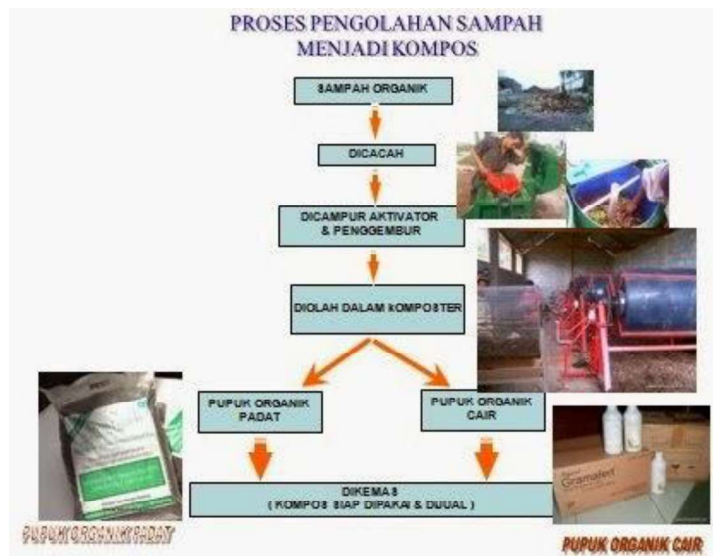 PROSES PENGOLAHAN SAMPAH
MENJADI KOMPOS
SAMPAH ORGANIK
DICACAH
DICAMPUR AKTIVATOR
& PENGGEMBUR
DIOLAH DALAM kOMPOSTER
PUPUK ORGANIK
PADAT
PUPUK ORGANIK
CAIR
DIKEMAS
( KOMPOS SIAP DIPAKAI & DIJUAL )
Gramafert
PUPUK ORGANIK PADAT
PUPUK ORGANIK CAIR